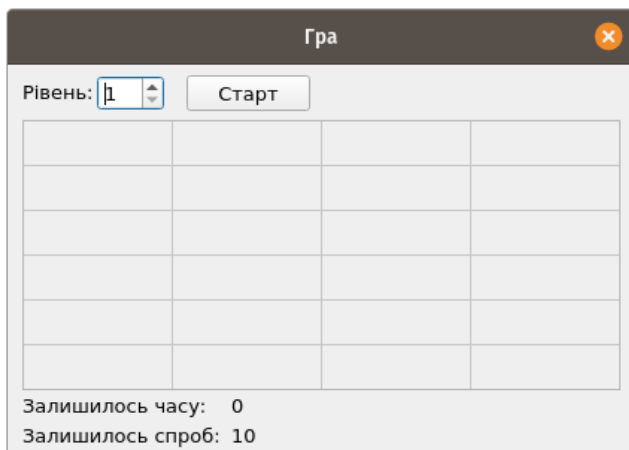 Гра
Рівень: 1 Старт
Залишилось часу: 0
Залишилось спроб: 10